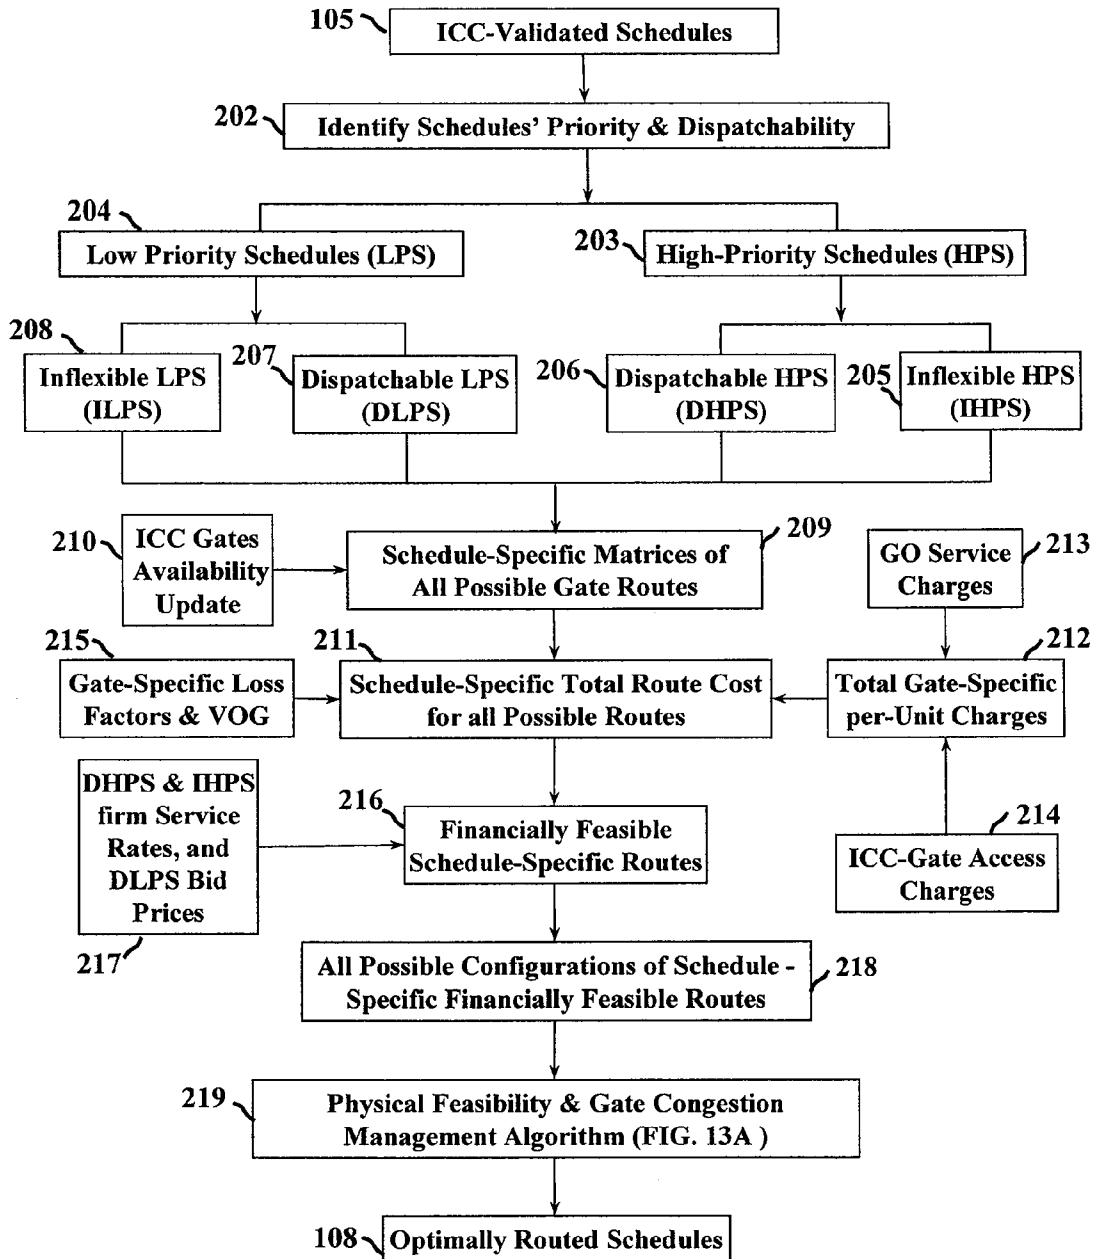 105
ICC-Validated Schedules
202
Identify Schedules' Priority & Dispatchability
204
Low Priority Schedules (LPS)
203
High-Priority Schedules (HPS)
208
Inflexible LPS
(ILPS)
207
Dispatchable LPS
(DLPS)
206
Dispatchable HPS
(DHPS)
205
Inflexible HPS
(IHPS)
210
ICC Gates
Availability
Update
209
Schedule-Specific Matrices of
All Possible Gate Routes
213
GO Service
Charges
215
Gate-Specific Loss
Factors & VOG
211
Schedule-Specific Total Route Cost
for all Possible Routes
212
Total Gate-Specific
per-Unit Charges
DHPS & IHPS
firm Service
Rates, and
DLPS Bid
Prices
217
216
Financially Feasible
Schedule-Specific Routes
214
ICC-Gate Access
Charges
All Possible Configurations of Schedule -
Specific Financially Feasible Routes
218
219
Physical Feasibility & Gate Congestion
Management Algorithm (FIG. 13A )
108
Optimally Routed Schedules